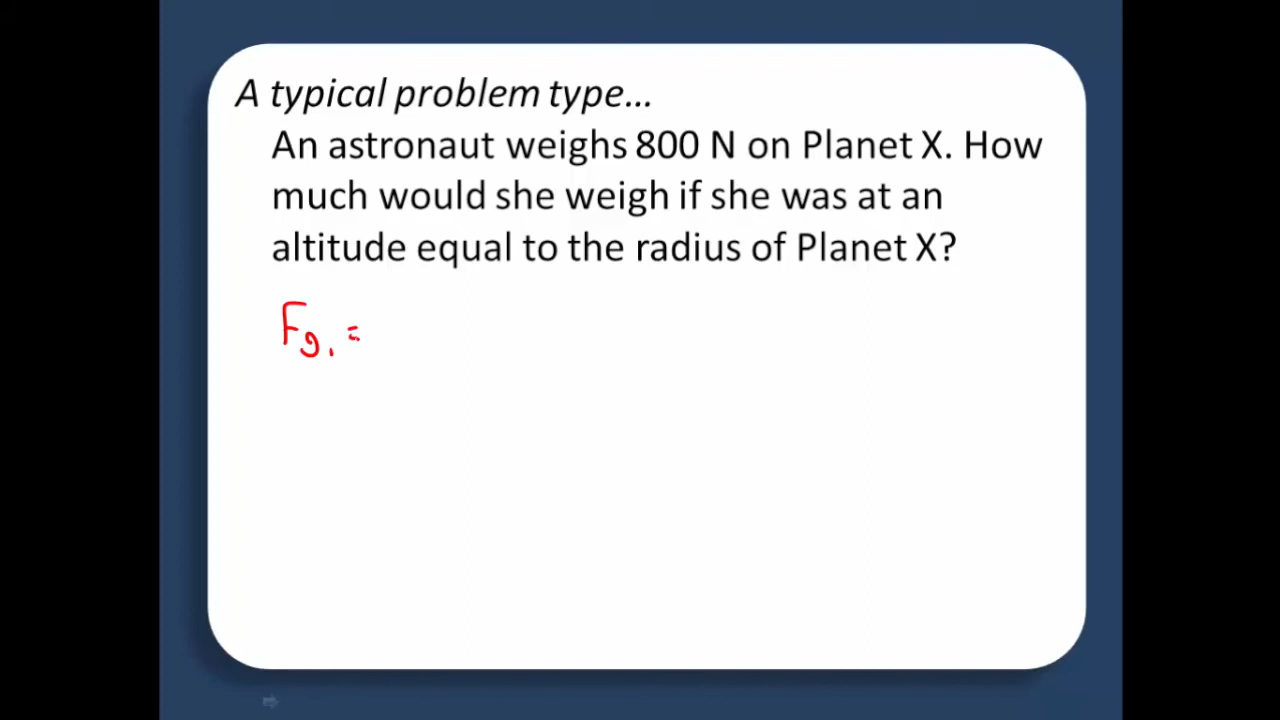 A typical problem type...
An astronaut weighs 800 N on Planet X. How
much would she weigh if she was at an
altitude equal to the radius of Planet X?
Fg₁ =